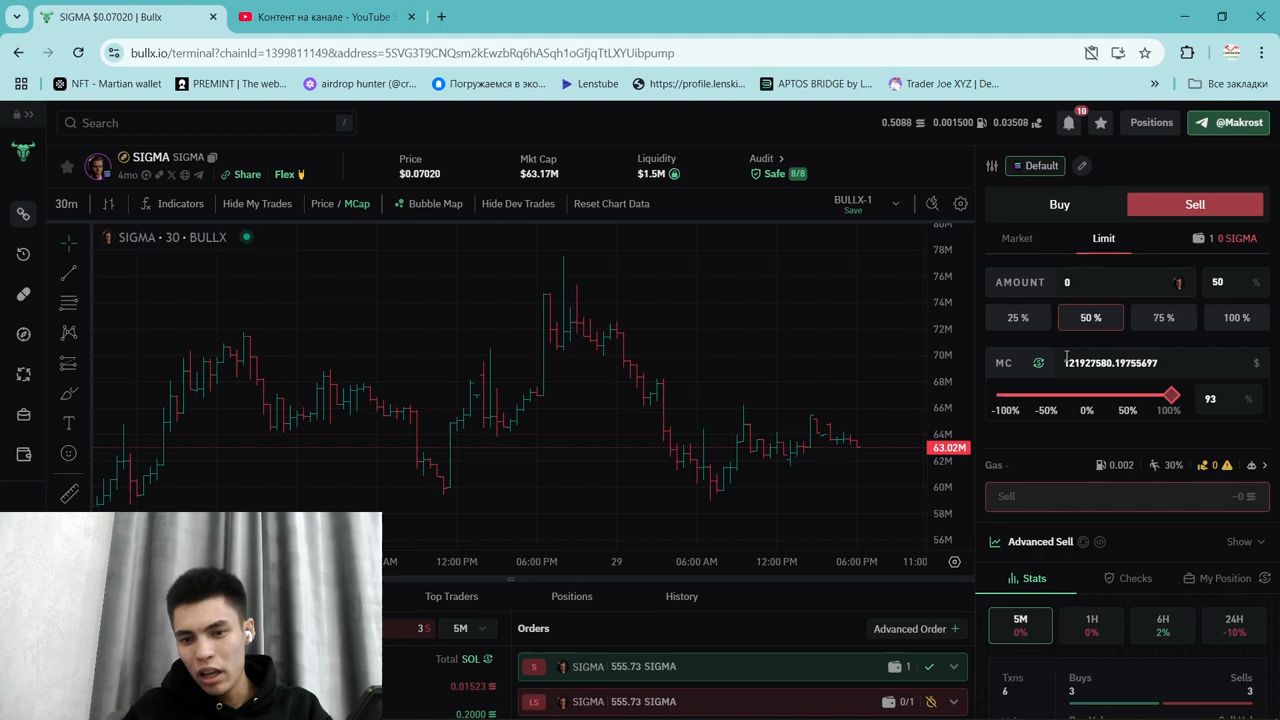 SIGMA $0.07020 | Bullx
Контент на канале - YouTube S
bullx.io/terminal?chainId=1399811149&address=5SVG3T9CNQsm2kEwzbRq6hASqh1oGfjqTtLXYUibpump
NFT - Martian wallet
PREMINT | The web...
airdrop hunter (@cr...
Погружаемся в эко...
Lenstube
https://profile.lenski...
APTOS BRIDGE by L...
Trader Joe XYZ | De...
Все закладки
Search /
0.5088 0.001500 0.03508
10
Positions
@Makrost
SIGMA SIGMA
4mo
Share
Flex
Price
$0.07020
Mkt Cap
$63.17M
Liquidity
$1.5M
Audit
Safe 8/8
30m
Indicators
Hide My Trades
Price / MCap
Bubble Map
Hide Dev Trades
Reset Chart Data
BULLX-1
Save
SIGMA · 30 · BULLX
80M
78M
76M
74M
72M
70M
68M
66M
64M
63.02M
62M
60M
58M
56M
AM
12:00 PM
06:00 PM
29
06:00 AM
12:00 PM
06:00 PM
11:00
Top Traders
Positions
History
3 S
5M
Total SOL
0.01523
0.2000
Orders
Advanced Order +
S SIGMA 555.73 SIGMA 1
LS SIGMA 555.73 SIGMA 0/1
Default
Buy
Sell
Market
Limit
1 0 SIGMA
AMOUNT 0 50 %
25 %
50 %
75 %
100 %
MC 121927580.19755697 $
-100% -50% 0% 50% 100%
93 %
Gas - 0.002 30% 0
Sell ~0
Advanced Sell
Show
Stats
Checks
My Position
5M
0%
1H
0%
6H
2%
24H
-10%
Txns
6
Buys
3
Sells
3